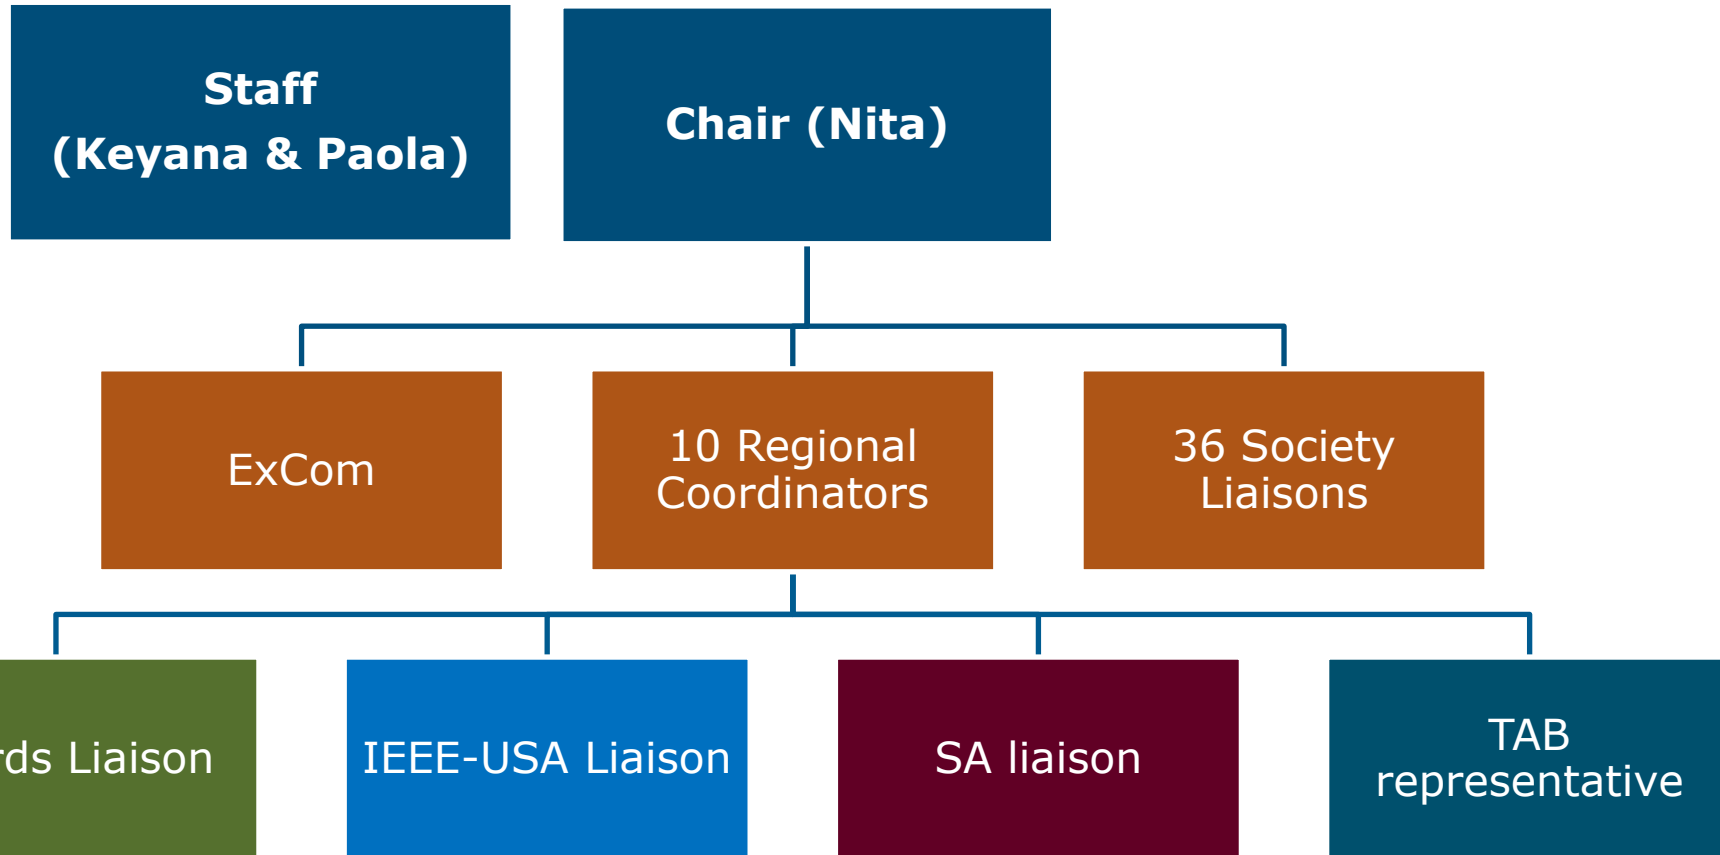 Staff
(Keyana & Paola)
Chair (Nita)
ExCom
10 Regional
Coordinators
36 Society
Liaisons
Liaison
IEEE-USA Liaison
SA liaison
TAB
representative